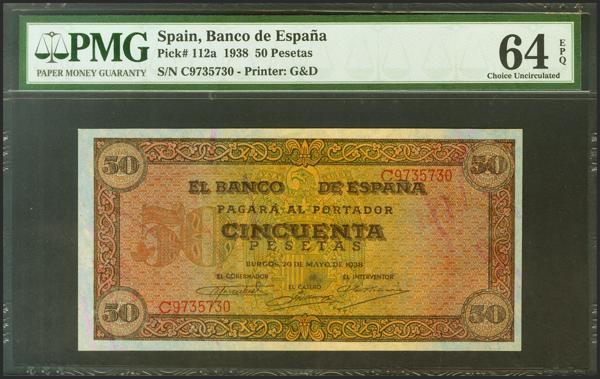 PMG
PAPER MONEY GUARANTY
Spain, Banco de España
Pick# 112a 1938 50 Pesetas
S/N C9735730 - Printer: G&D
64 EPQ
Choice Uncirculated
50 50
C9735730
EL BANCO DE ESPAÑA
PAGARÁ AL PORTADOR
50
CINCUENTA
PESETAS
BURGOS, 20 DE MAYO DE 1938
EL GOBERNADOR EL CAJERO EL INTERVENTOR
C9735730
50 50